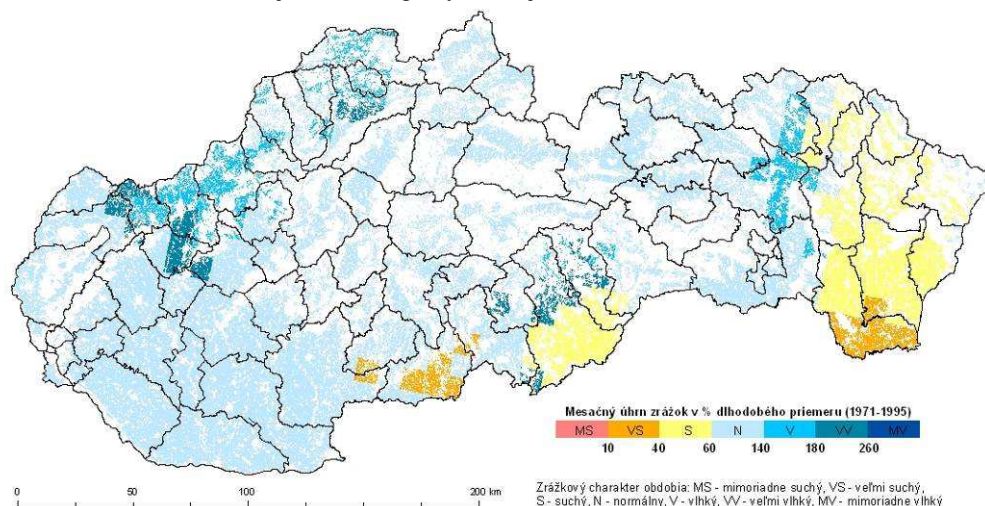 0 50 100 200 km
Mesačný úhrn zrážok v % dlhodobého priemeru (1971-1995)
MS VS S N V VV MV
10 40 60 140 180 260
Zrážkový charakter obdobia: MS - mimoriadne suchý, VS - veľmi suchý,
S - suchý, N - normálny, V - vlhký, VV - veľmi vlhký, MV - mimoriadne vlhký